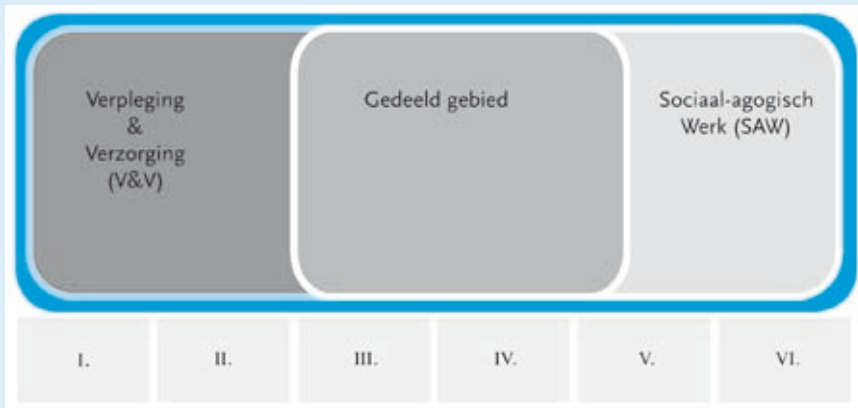 Verpleging
&
Verzorging
(V&V)
Gedeeld gebied
Sociaal-agogisch
Werk (SAW)
I. II. III. IV. V. VI.